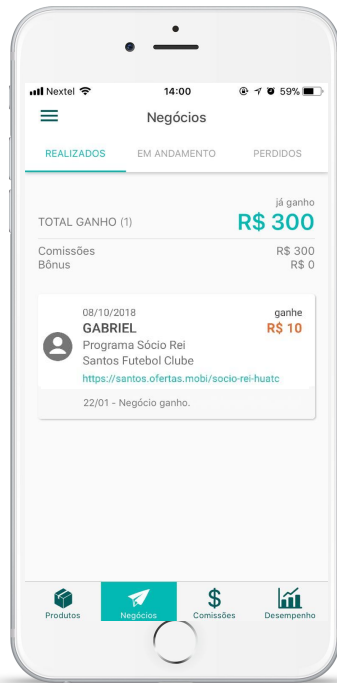 Nextel 14:00 59%
Negócios
REALIZADOS EM ANDAMENTO PERDIDOS
já ganho
TOTAL GANHO (1) R$ 300
Comissões R$ 300
Bônus R$ 0
08/10/2018 ganhe
GABRIEL R$ 10
Programa Sócio Rei
Santos Futebol Clube
https://santos.ofertas.mobi/socio-rei-huatc
22/01 - Negócio ganho.
Produtos Negócios Comissões Desempenho